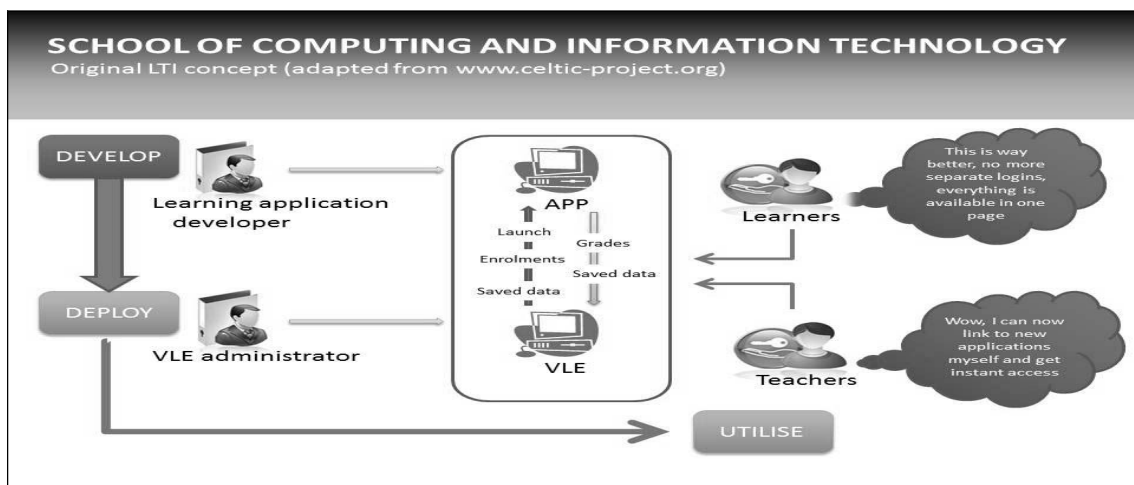 SCHOOL OF COMPUTING AND INFORMATION TECHNOLOGY
Original LTI concept (adapted from www.celtic-project.org)
DEVELOP
Learning application
developer
APP
Launch
Grades
Enrolments
Saved data
Saved data
VLE
Learners
This is way
better, no more
separate logins,
everything is
available in one
page
DEPLOY
VLE administrator
Teachers
Wow, I can now
link to new
applications
myself and get
instant access
UTILISE